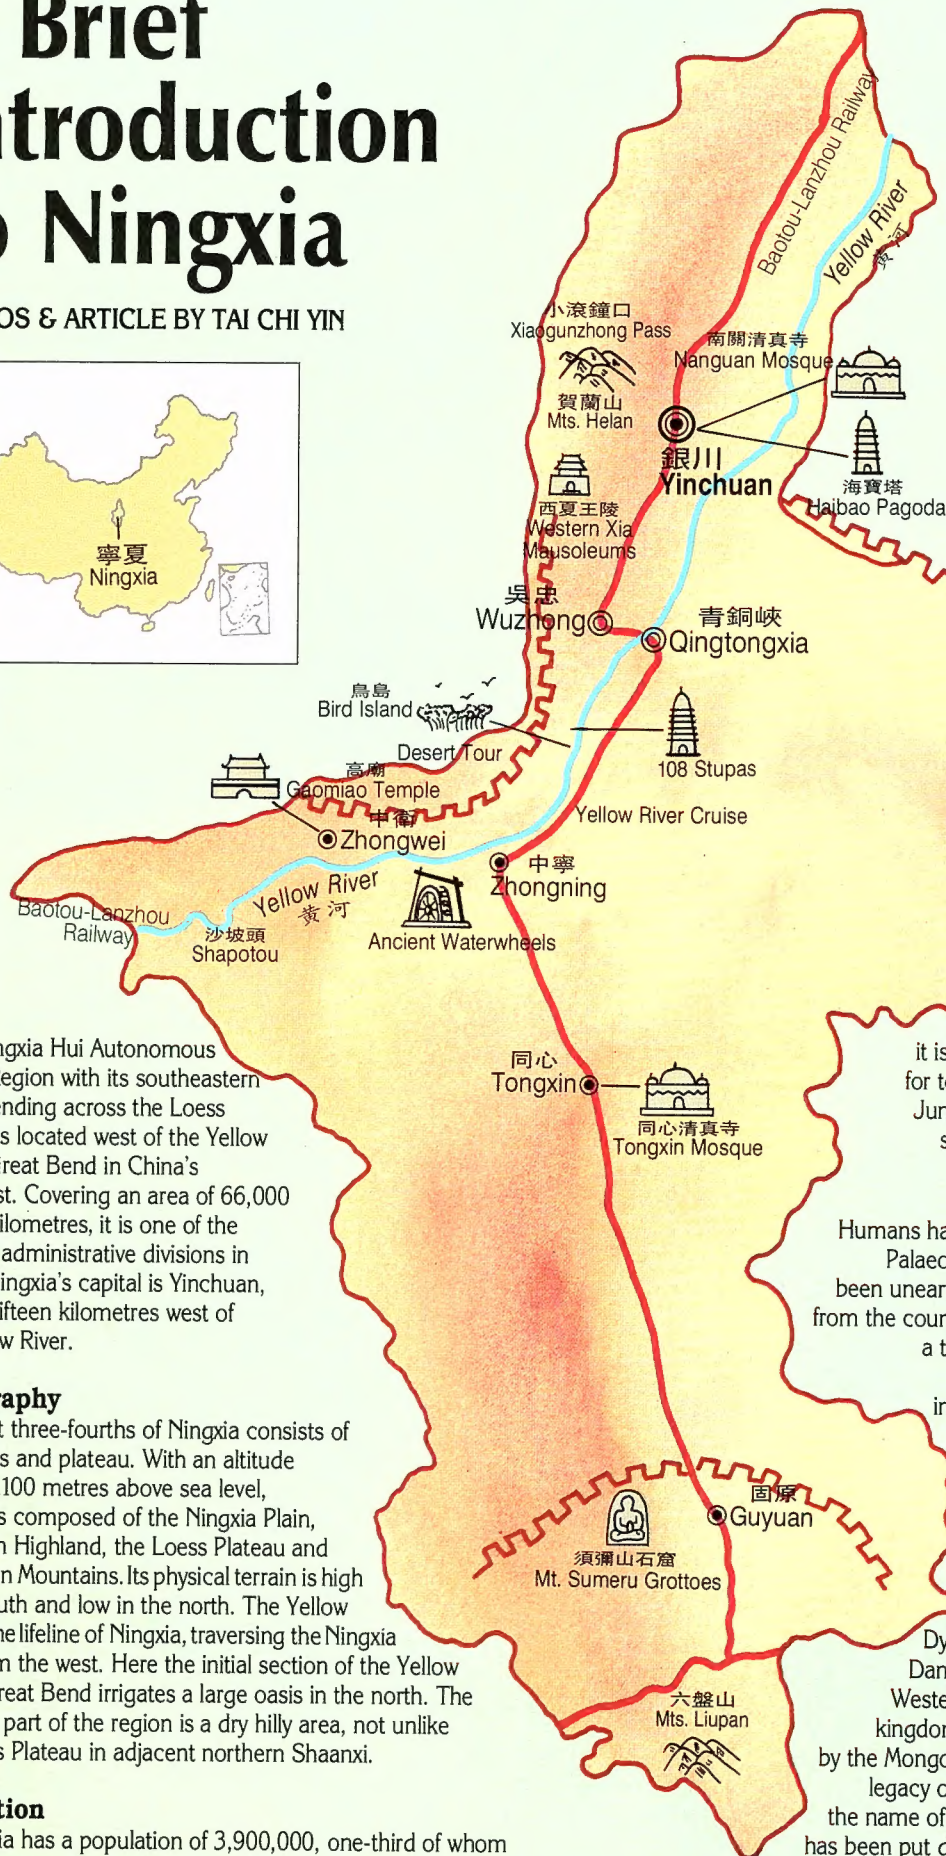 Brief
ntroduction
o Ningxia
OS & ARTICLE BY TAI CHI YIN
寧夏
Ningxia
Baotou-Lanzhou Railway
Yellow River
黄河
小滾鐘口
Xiaogunzhong Pass
賀蘭山
Mts. Helan
南關清真寺
Nanguan Mosque
銀川
Yinchuan
海寶塔
Haibao Pagoda
西夏王陵
Western Xia
Mausoleums
吳忠
Wuzhong
青銅峽
Qingtongxia
鳥島
Bird Island
Desert Tour
108 Stupas
高廟
Gaomiao Temple
中衛
Zhongwei
Yellow River Cruise
中寧
Zhongning
Yellow River
黄河
Baotou-Lanzhou
Railway
沙坡頭
Shapotou
Ancient Waterwheels
同心
Tongxin
同心清真寺
Tongxin Mosque
固原
Guyuan
須彌山石窟
Mt. Sumeru Grottoes
六盤山
Mts. Liupan
ngxia Hui Autonomous
Region with its southeastern
ending across the Loess
s located west of the Yellow
Great Bend in China's
st. Covering an area of 66,000
ilometres, it is one of the
administrative divisions in
ingxia's capital is Yinchuan,
ifteen kilometres west of
w River.
raphy
t three-fourths of Ningxia consists of
s and plateau. With an altitude
100 metres above sea level,
s composed of the Ningxia Plain,
n Highland, the Loess Plateau and
n Mountains. Its physical terrain is high
uth and low in the north. The Yellow
he lifeline of Ningxia, traversing the Ningxia
m the west. Here the initial section of the Yellow
reat Bend irrigates a large oasis in the north. The
part of the region is a dry hilly area, not unlike
s Plateau in adjacent northern Shaanxi.
tion
ia has a population of 3,900,000, one-third of whom
it is
for to
Jun
s
Humans ha
Palaeo
been unear
from the coun
a t
in
Dy
Dan
Weste
kingdom
by the Mongo
legacy o
the name of
has been put o